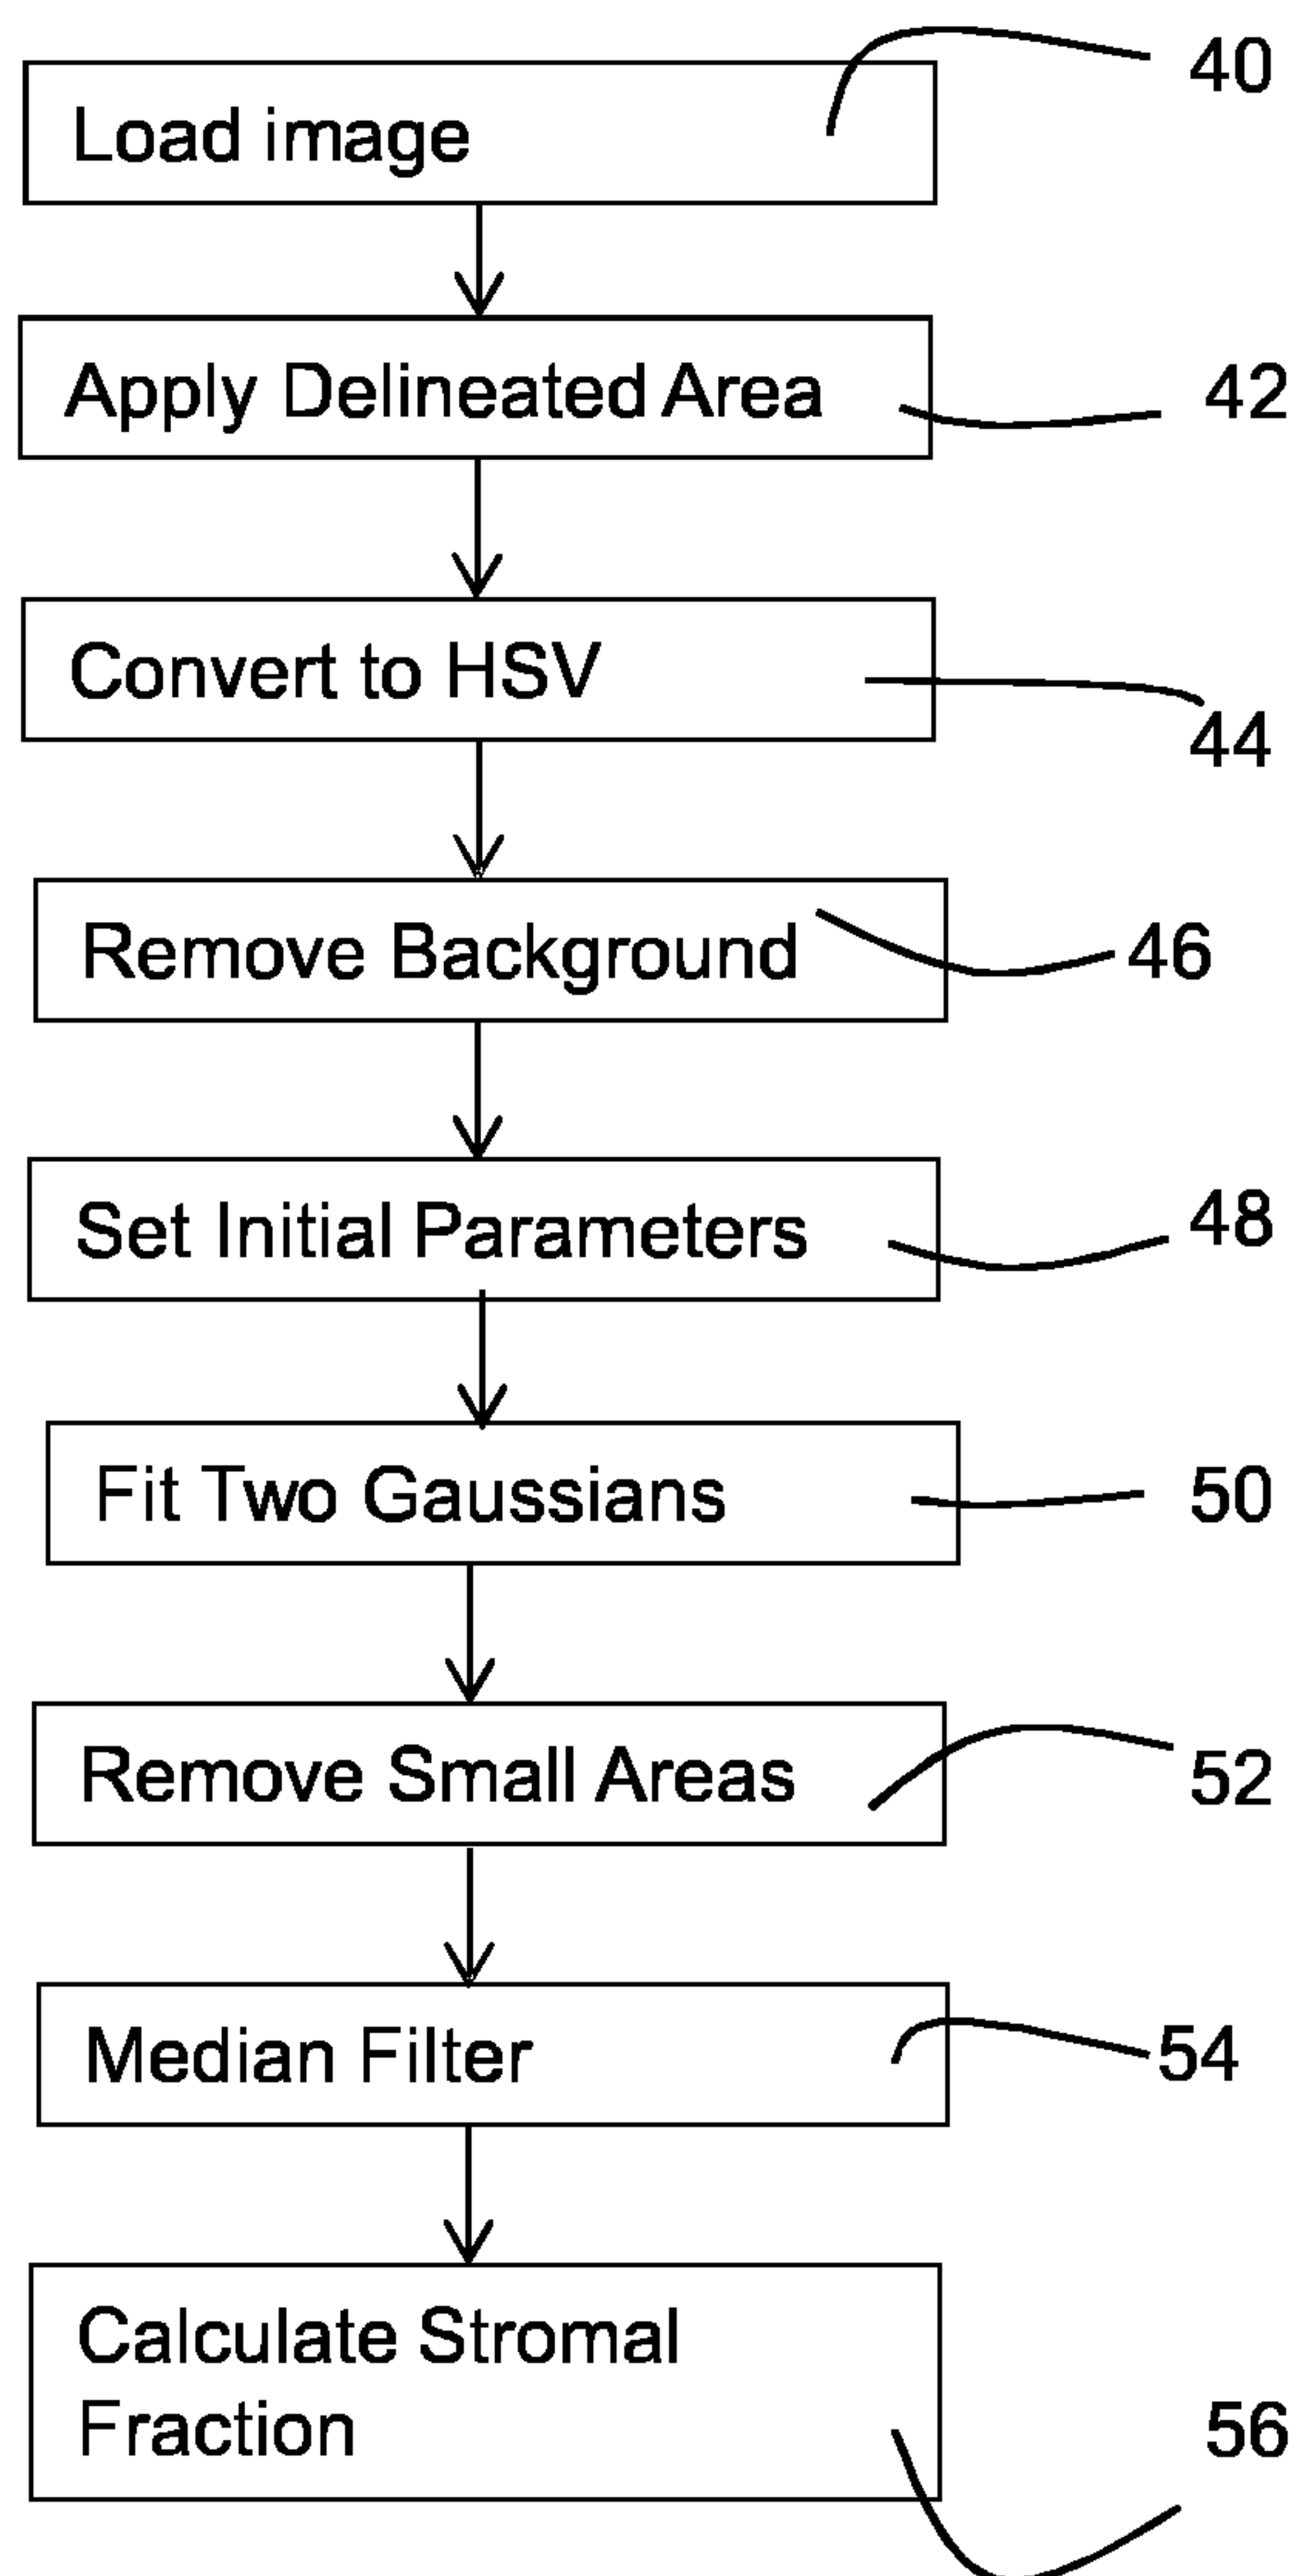 Load image
40
Apply Delineated Area
42
Convert to HSV
44
Remove Background
46
Set Initial Parameters
48
Fit Two Gaussians
50
Remove Small Areas
52
Median Filter
54
Calculate Stromal
Fraction
56